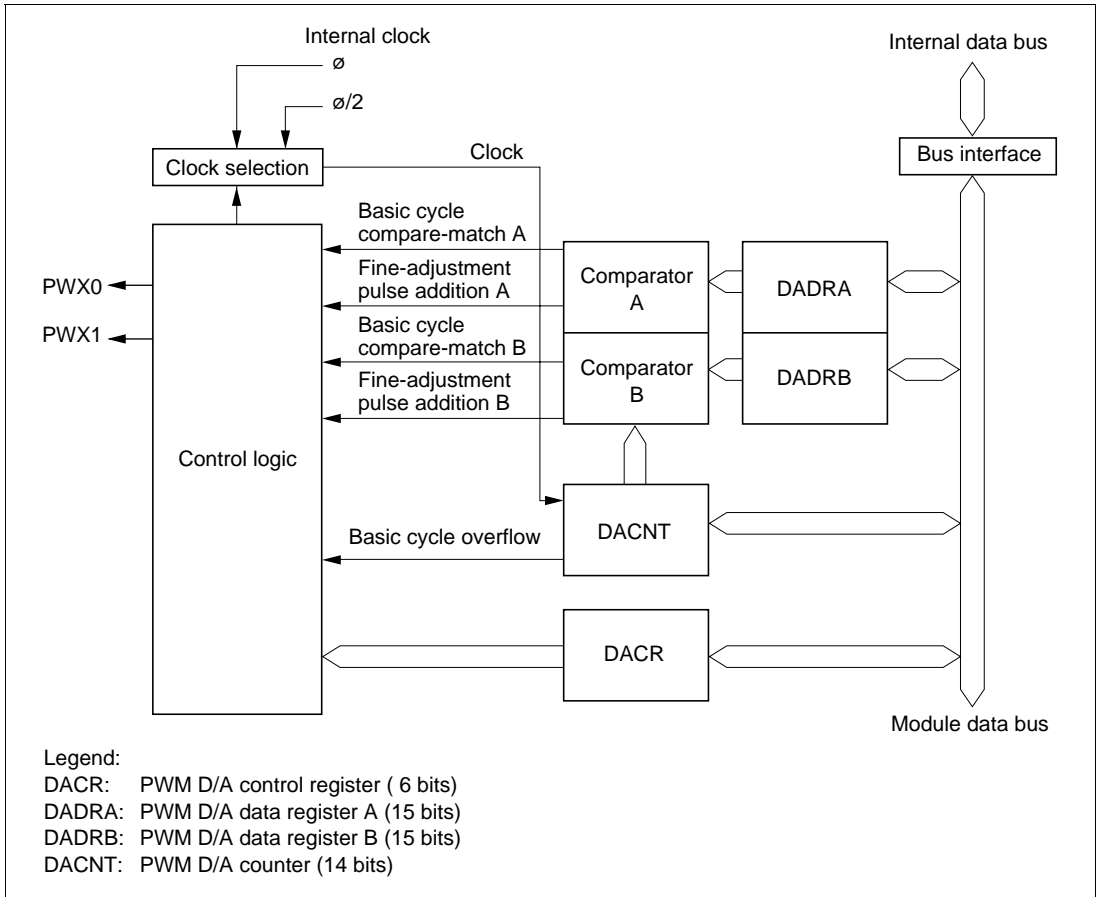 Internal clock
ø
ø/2
Internal data bus
Clock selection
Clock
Bus interface
Basic cycle
compare-match A
Fine-adjustment
pulse addition A
Basic cycle
compare-match B
Fine-adjustment
pulse addition B
Comparator
A
DADRA
Comparator
B
DADRB
PWX0
PWX1
Control logic
DACNT
Basic cycle overflow
DACR
Module data bus
Legend:
DACR: PWM D/A control register ( 6 bits)
DADRA: PWM D/A data register A (15 bits)
DADRB: PWM D/A data register B (15 bits)
DACNT: PWM D/A counter (14 bits)